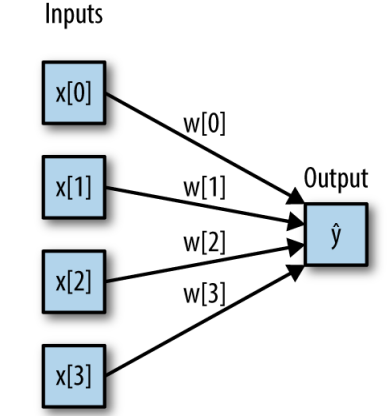 Inputs
x[0]
w[0]
x[1]
w[1]
Output
ŷ
x[2]
w[2]
w[3]
x[3]